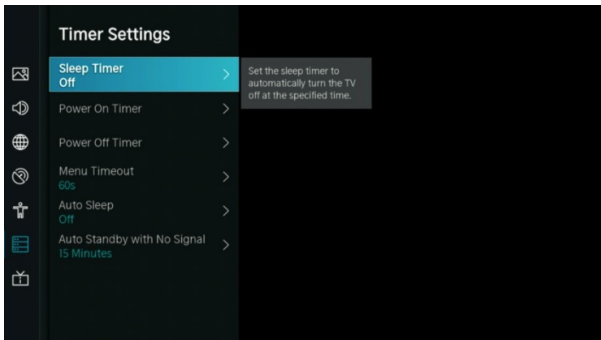 Timer Settings
Sleep Timer
Off
Set the sleep timer to
automatically turn the TV
off at the specified time.
Power On Timer
Power Off Timer
Menu Timeout
60s
Auto Sleep
Off
Auto Standby with No Signal
15 Minutes